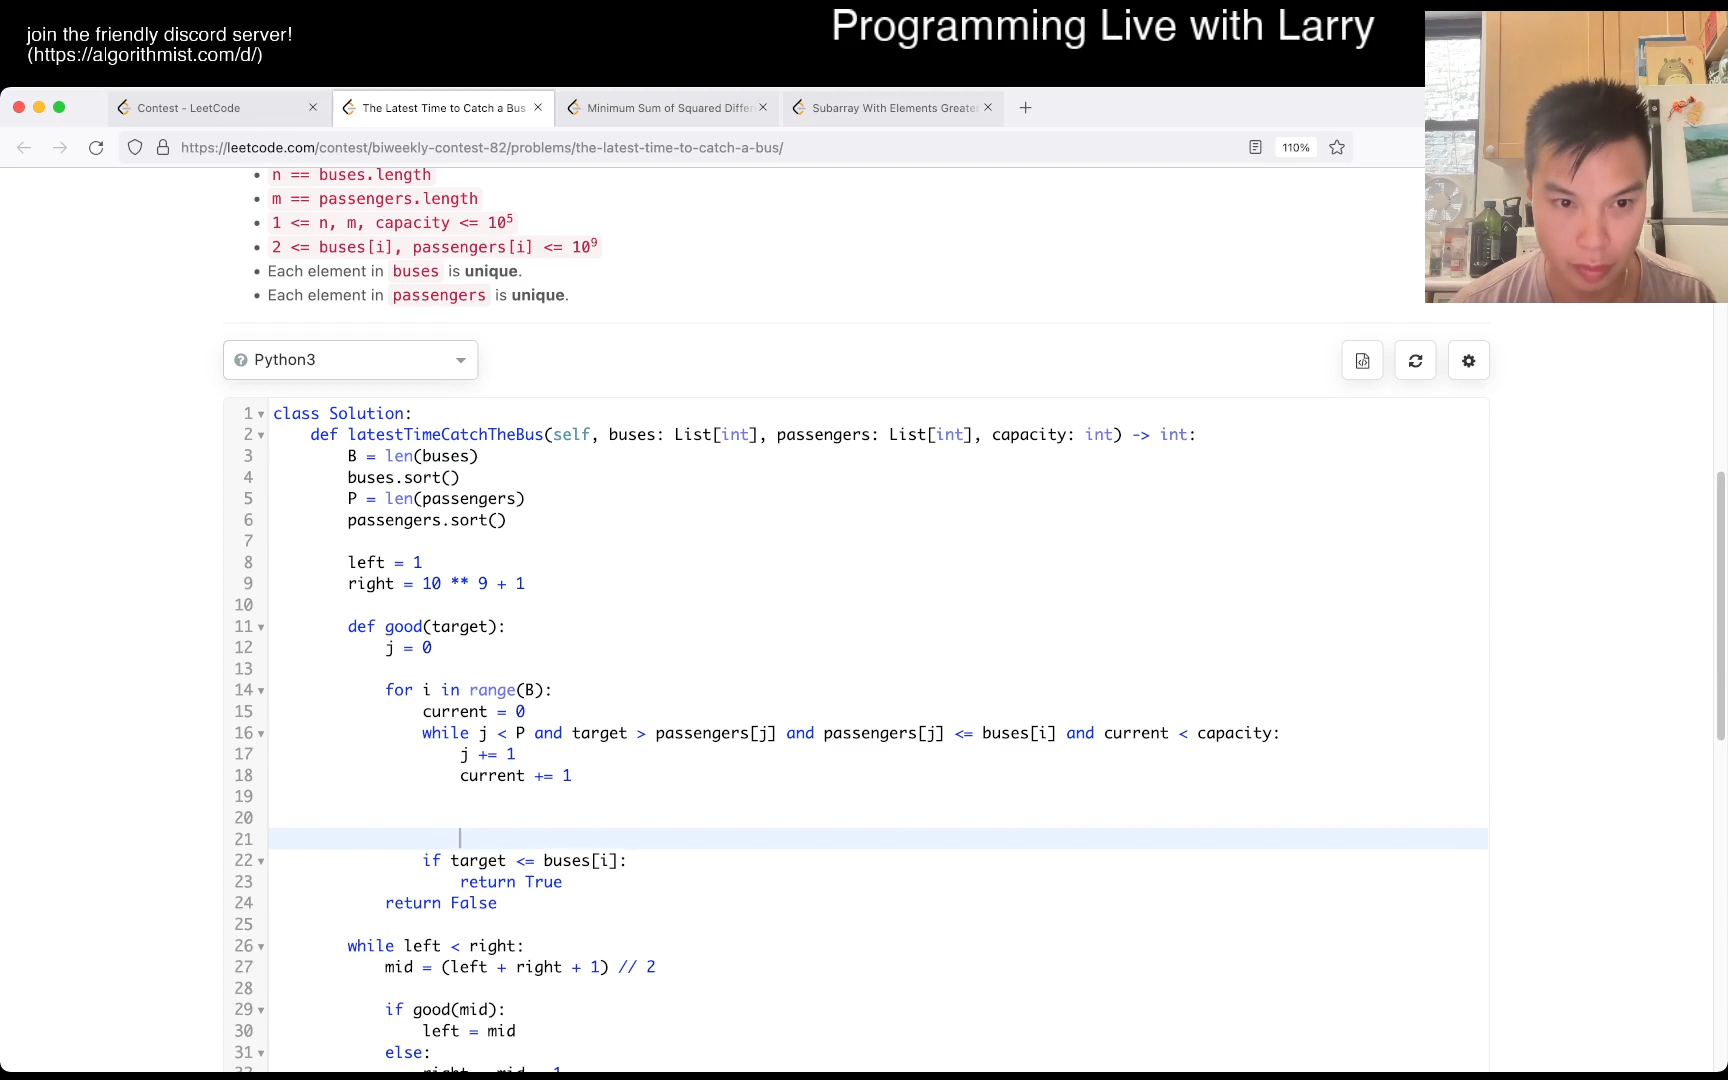 join the friendly discord server!
(https://algorithmist.com/d/)
Programming Live with Larry
Contest - LeetCode
The Latest Time to Catch a Bus
Minimum Sum of Squared Differ
Subarray With Elements Greate
https://leetcode.com/contest/biweekly-contest-82/problems/the-latest-time-to-catch-a-bus/
110%
• n == buses.length
• m == passengers.length
• 1 <= n, m, capacity <= 10⁵
• 2 <= buses[i], passengers[i] <= 10⁹
• Each element in buses is unique.
• Each element in passengers is unique.
Python3
1 class Solution:
2     def latestTimeCatchTheBus(self, buses: List[int], passengers: List[int], capacity: int) -> int:
3         B = len(buses)
4         buses.sort()
5         P = len(passengers)
6         passengers.sort()
7
8         left = 1
9         right = 10 ** 9 + 1
10
11         def good(target):
12             j = 0
13
14             for i in range(B):
15                 current = 0
16                 while j < P and target > passengers[j] and passengers[j] <= buses[i] and current < capacity:
17                     j += 1
18                     current += 1
19
20
21
22                 if target <= buses[i]:
23                     return True
24             return False
25
26         while left < right:
27             mid = (left + right + 1) // 2
28
29             if good(mid):
30                 left = mid
31             else:
32                 right = mid - 1